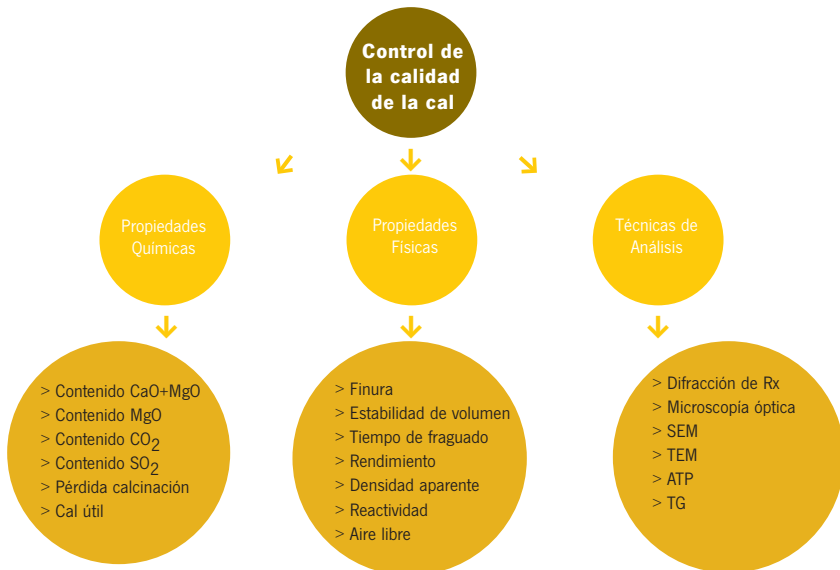 Control de
la calidad
de la cal
Propiedades
Químicas
Propiedades
Físicas
Técnicas de
Análisis
> Contenido CaO+MgO
> Contenido MgO
> Contenido CO2
> Contenido SO2
> Pérdida calcinación
> Cal útil
> Finura
> Estabilidad de volumen
> Tiempo de fraguado
> Rendimiento
> Densidad aparente
> Reactividad
> Aire libre
> Difracción de Rx
> Microscopía óptica
> SEM
> TEM
> ATP
> TG